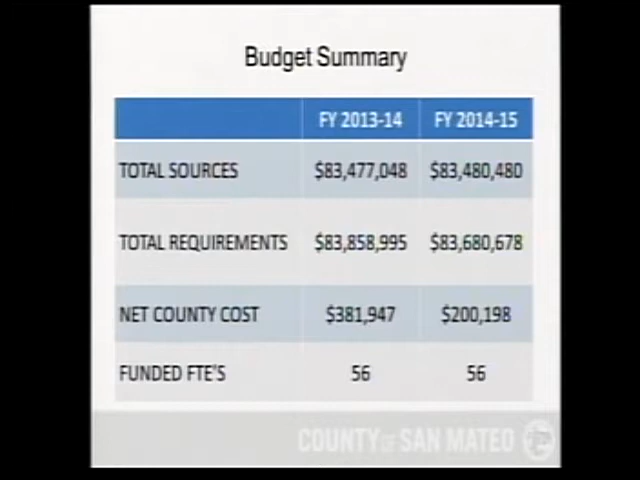 Budget Summary
FY 2013-14 FY 2014-15
TOTAL SOURCES $83,477,048 $83,480,480
TOTAL REQUIREMENTS $83,858,995 $83,680,678
NET COUNTY COST $381,947 $200,198
FUNDED FTE'S 56 56
COUNTY OF SAN MATEO